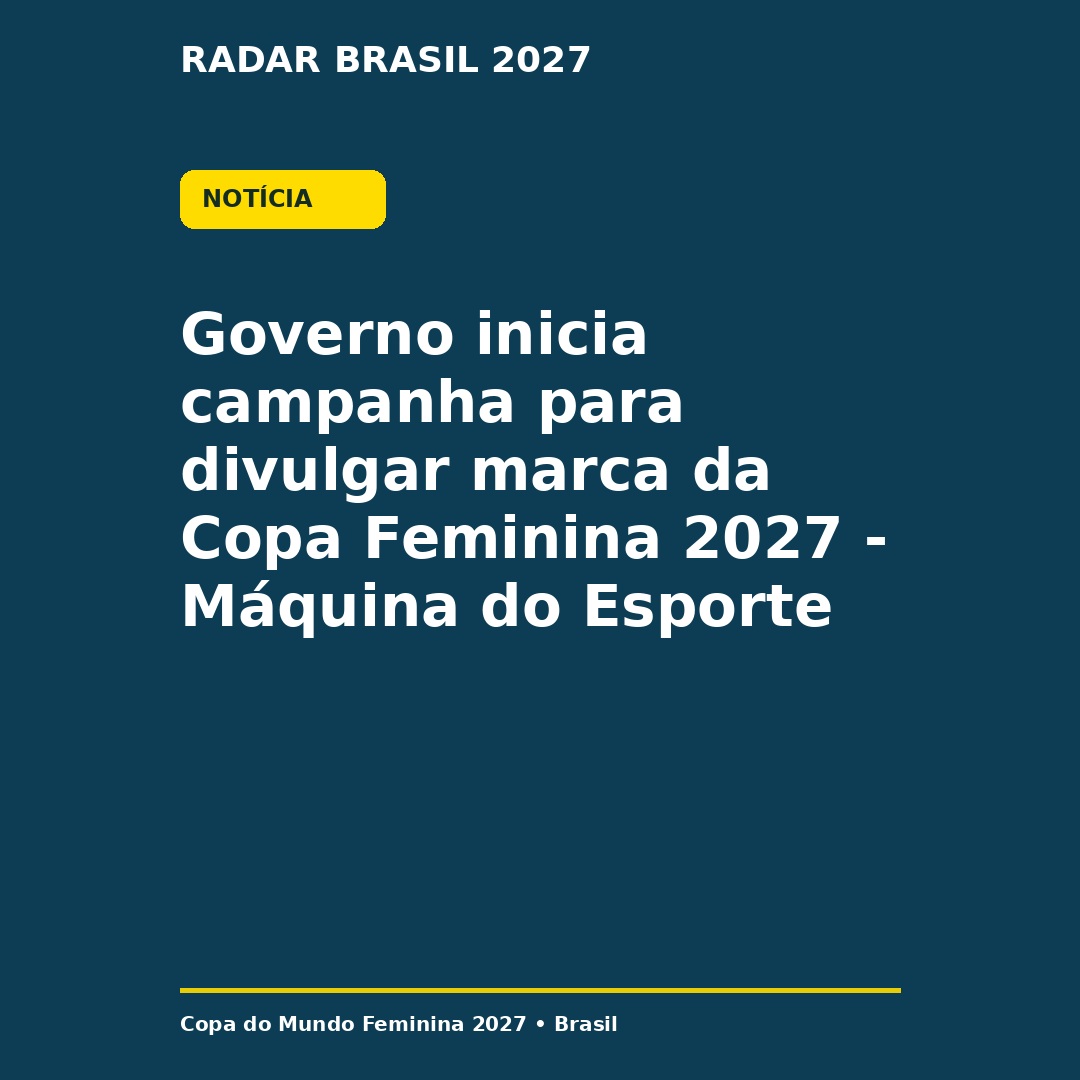 RADAR BRASIL 2027
NOTÍCIA
Governo inicia
campanha para
divulgar marca da
Copa Feminina 2027 -
Máquina do Esporte
Copa do Mundo Feminina 2027 • Brasil